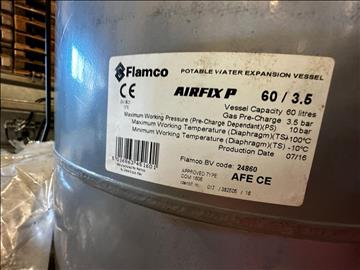 Flamco
POTABLE WATER EXPANSION VESSEL
CE
AIRFIX P 60 / 3.5
Vessel Capacity 60 litres
Gas Pre-Charge 3.5 bar
Maximum Working Pressure (Pre-Charge Dependant)(PS) 10 bar
Maximum Working Temperature (Diaphragm)(TS)+100°C
Minimum Working Temperature (Diaphragm)(TS) -10°C
Production Date 07/16
Flamco BV code: 24860
APPROVED TYPE AFE CE